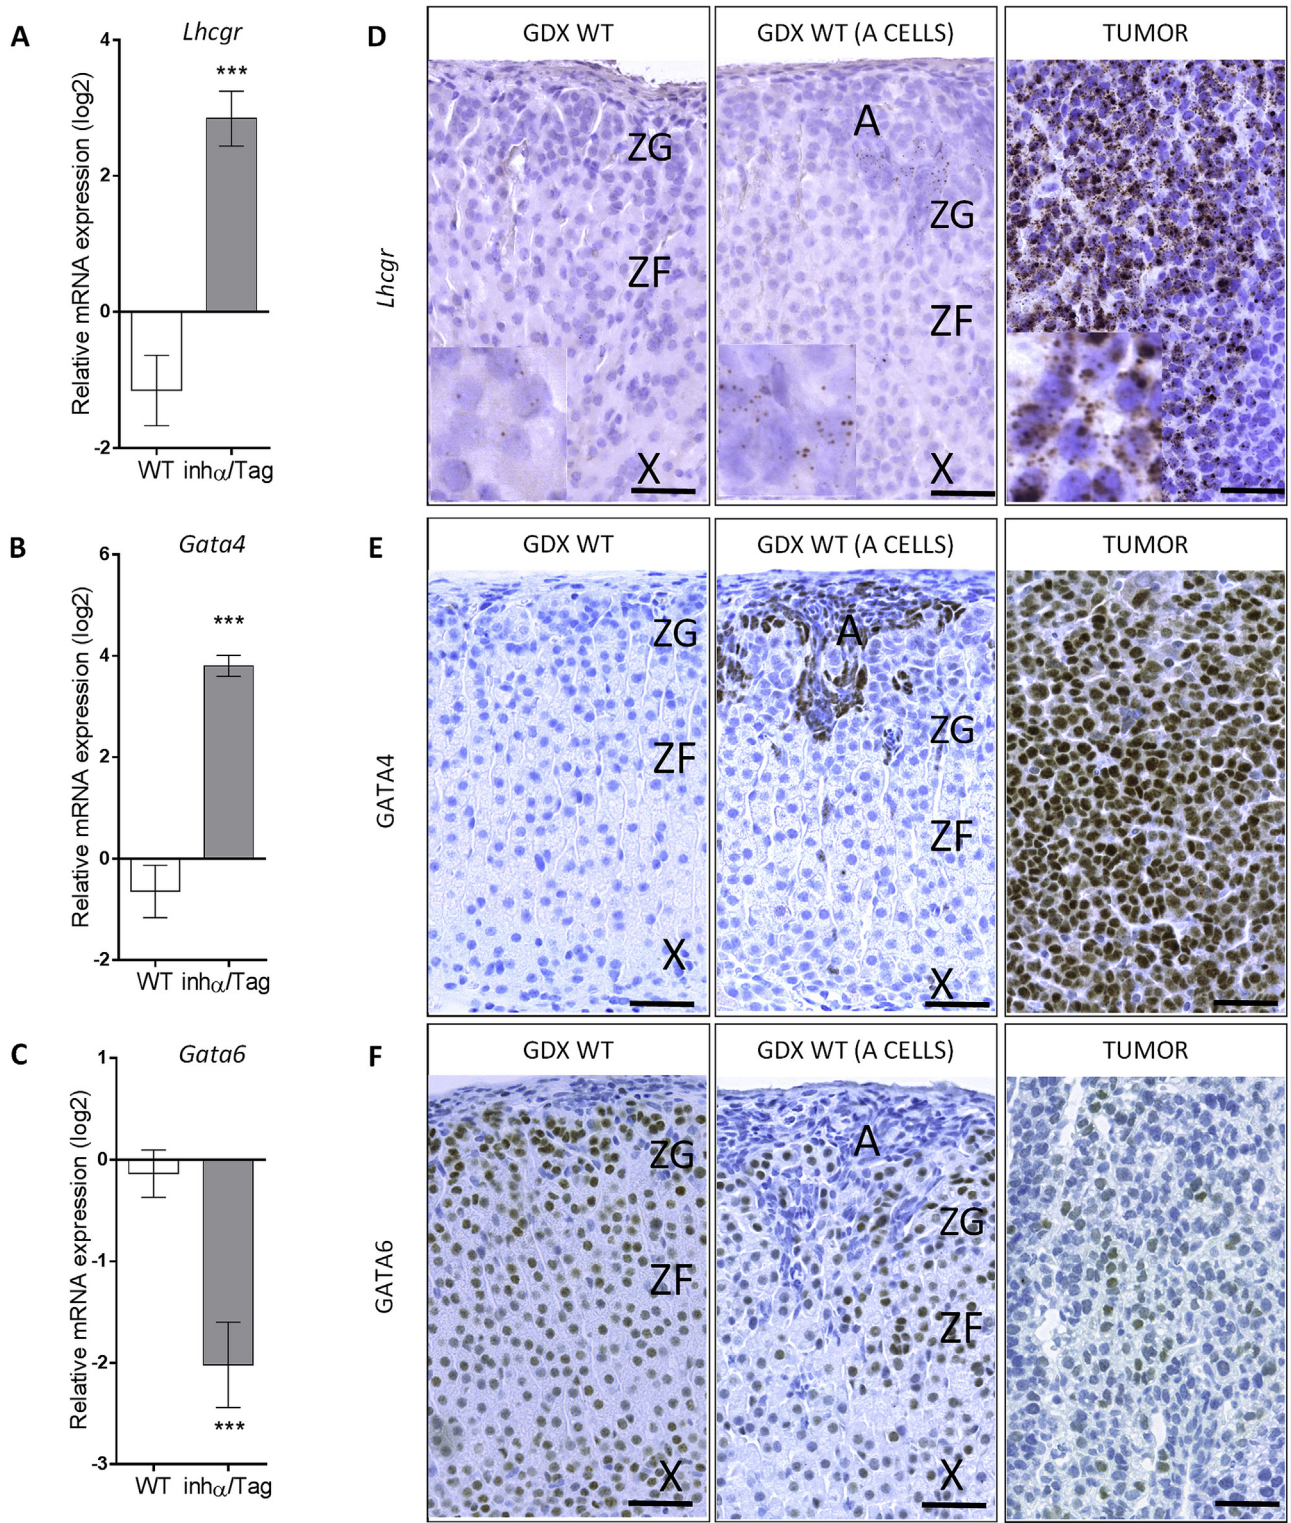 A
Lhcgr
Relative mRNA expression (log2)
4
2
0
-2
***
WT inhα/Tag
B
Gata4
Relative mRNA expression (log2)
6
4
2
0
-2
***
WT inhα/Tag
C
Gata6
Relative mRNA expression (log2)
1
0
-1
-2
-3
***
WT inhα/Tag
D
Lhcgr
GDX WT
ZG
ZF
X
GDX WT (A CELLS)
A
ZG
ZF
X
TUMOR
E
GATA4
GDX WT
ZG
ZF
X
GDX WT (A CELLS)
A
ZG
ZF
X
TUMOR
F
GATA6
GDX WT
ZG
ZF
X
GDX WT (A CELLS)
A
ZG
ZF
X
TUMOR